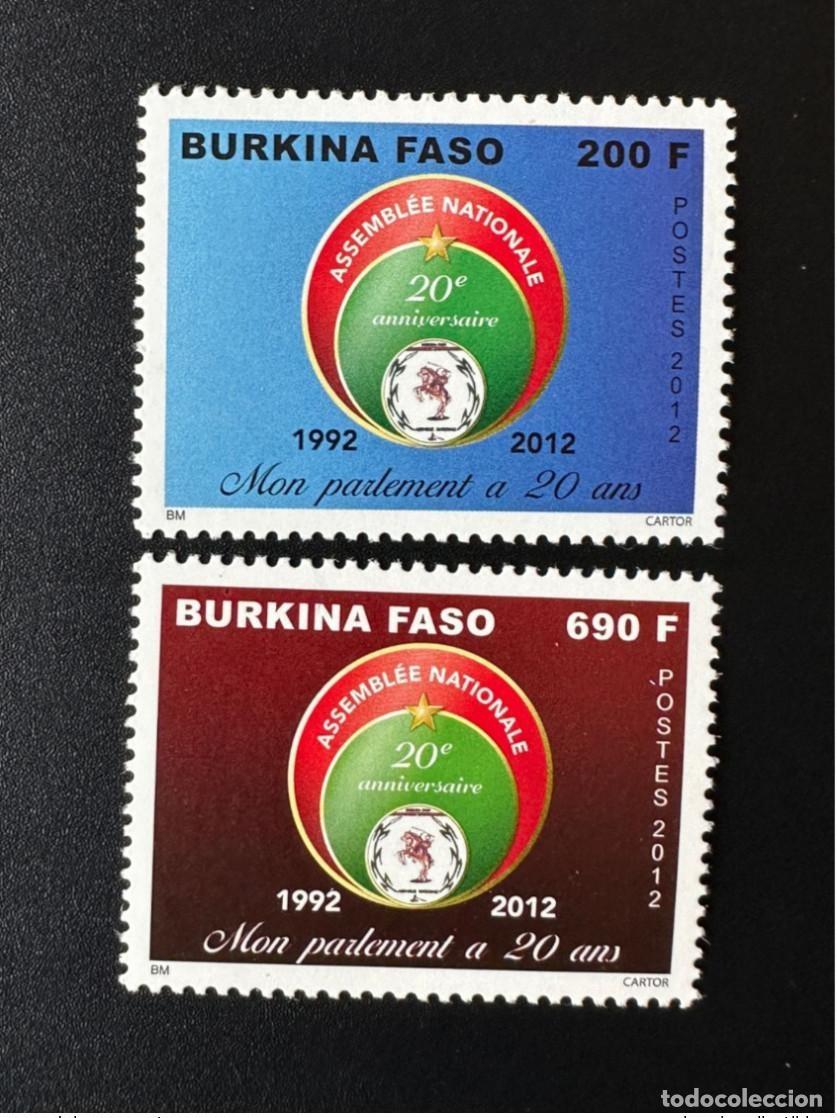 BURKINA FASO 200 F
ASSEMBLÉE NATIONALE
20e
anniversaire
1992 2012
Mon parlement a 20 ans
POSTES 2012
BM CARTOR
BURKINA FASO 690 F
ASSEMBLÉE NATIONALE
20e
anniversaire
1992 2012
Mon parlement a 20 ans
POSTES 2012
BM CARTOR
todocoleccion